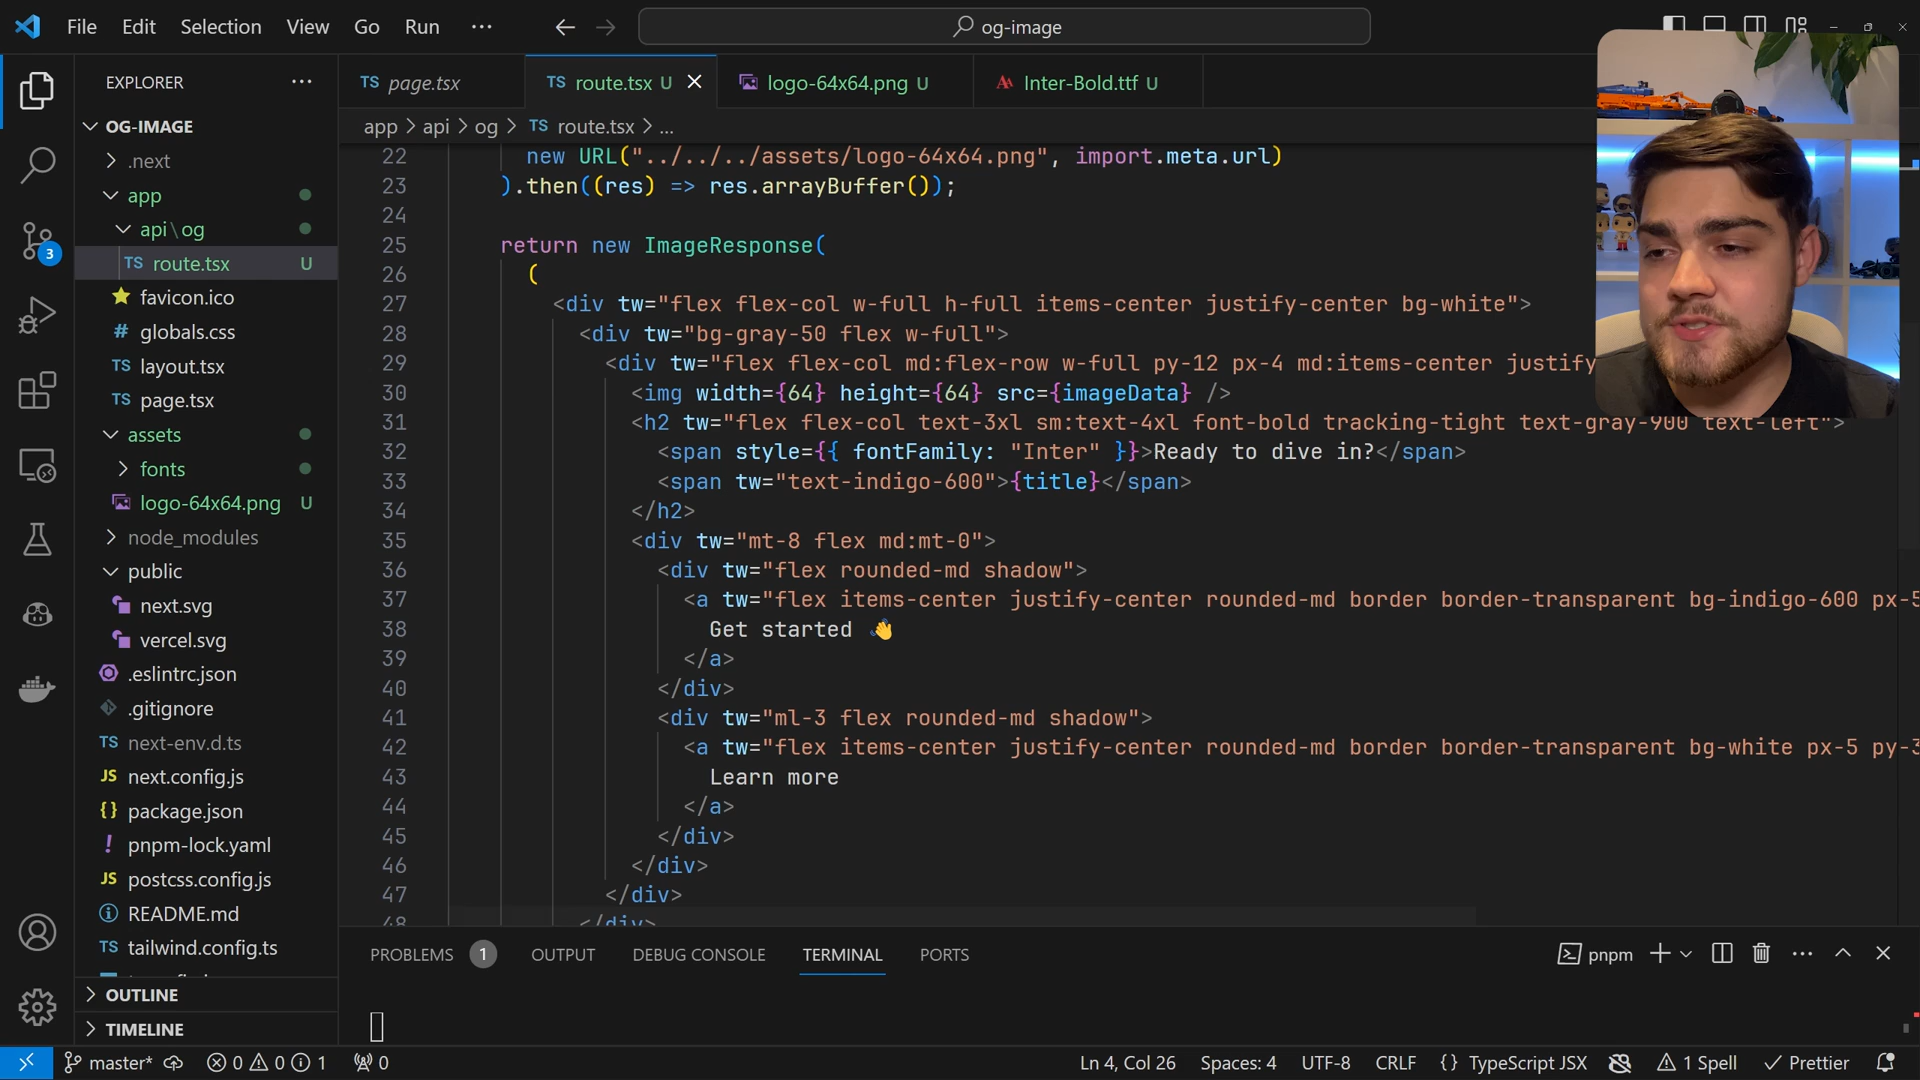 File Edit Selection View Go Run ...
og-image
EXPLORER ...
TS page.tsx
TS route.tsx U
logo-64x64.png U
Inter-Bold.ttf U
app > api > og > TS route.tsx > ...
OG-IMAGE
.next
app
api\og
TS route.tsx U
favicon.ico
# globals.css
TS layout.tsx
TS page.tsx
assets
fonts
logo-64x64.png U
node_modules
public
next.svg
vercel.svg
.eslintrc.json
.gitignore
TS next-env.d.ts
JS next.config.js
{} package.json
! pnpm-lock.yaml
JS postcss.config.js
README.md
TS tailwind.config.ts
OUTLINE
TIMELINE
3
22 new URL("../../../assets/logo-64x64.png", import.meta.url)
23 ).then((res) => res.arrayBuffer());
24
25 return new ImageResponse(
26 (
27 <div tw="flex flex-col w-full h-full items-center justify-center bg-white">
28 <div tw="bg-gray-50 flex w-full">
29 <div tw="flex flex-col md:flex-row w-full py-12 px-4 md:items-center justify
30 <img width={64} height={64} src={imageData} />
31 <h2 tw="flex flex-col text-3xl sm:text-4xl font-bold tracking-tight text-gray-900 text-left">
32 <span style={{ fontFamily: "Inter" }}>Ready to dive in?</span>
33 <span tw="text-indigo-600">{title}</span>
34 </h2>
35 <div tw="mt-8 flex md:mt-0">
36 <div tw="flex rounded-md shadow">
37 <a tw="flex items-center justify-center rounded-md border border-transparent bg-indigo-600 px-5
38 Get started 👋
39 </a>
40 </div>
41 <div tw="ml-3 flex rounded-md shadow">
42 <a tw="flex items-center justify-center rounded-md border border-transparent bg-white px-5 py-3
43 Learn more
44 </a>
45 </div>
46 </div>
47 </div>
48 </div>
PROBLEMS 1 OUTPUT DEBUG CONSOLE TERMINAL PORTS
pnpm
master* 0 0 1 0
Ln 4, Col 26 Spaces: 4 UTF-8 CRLF {} TypeScript JSX 1 Spell Prettier